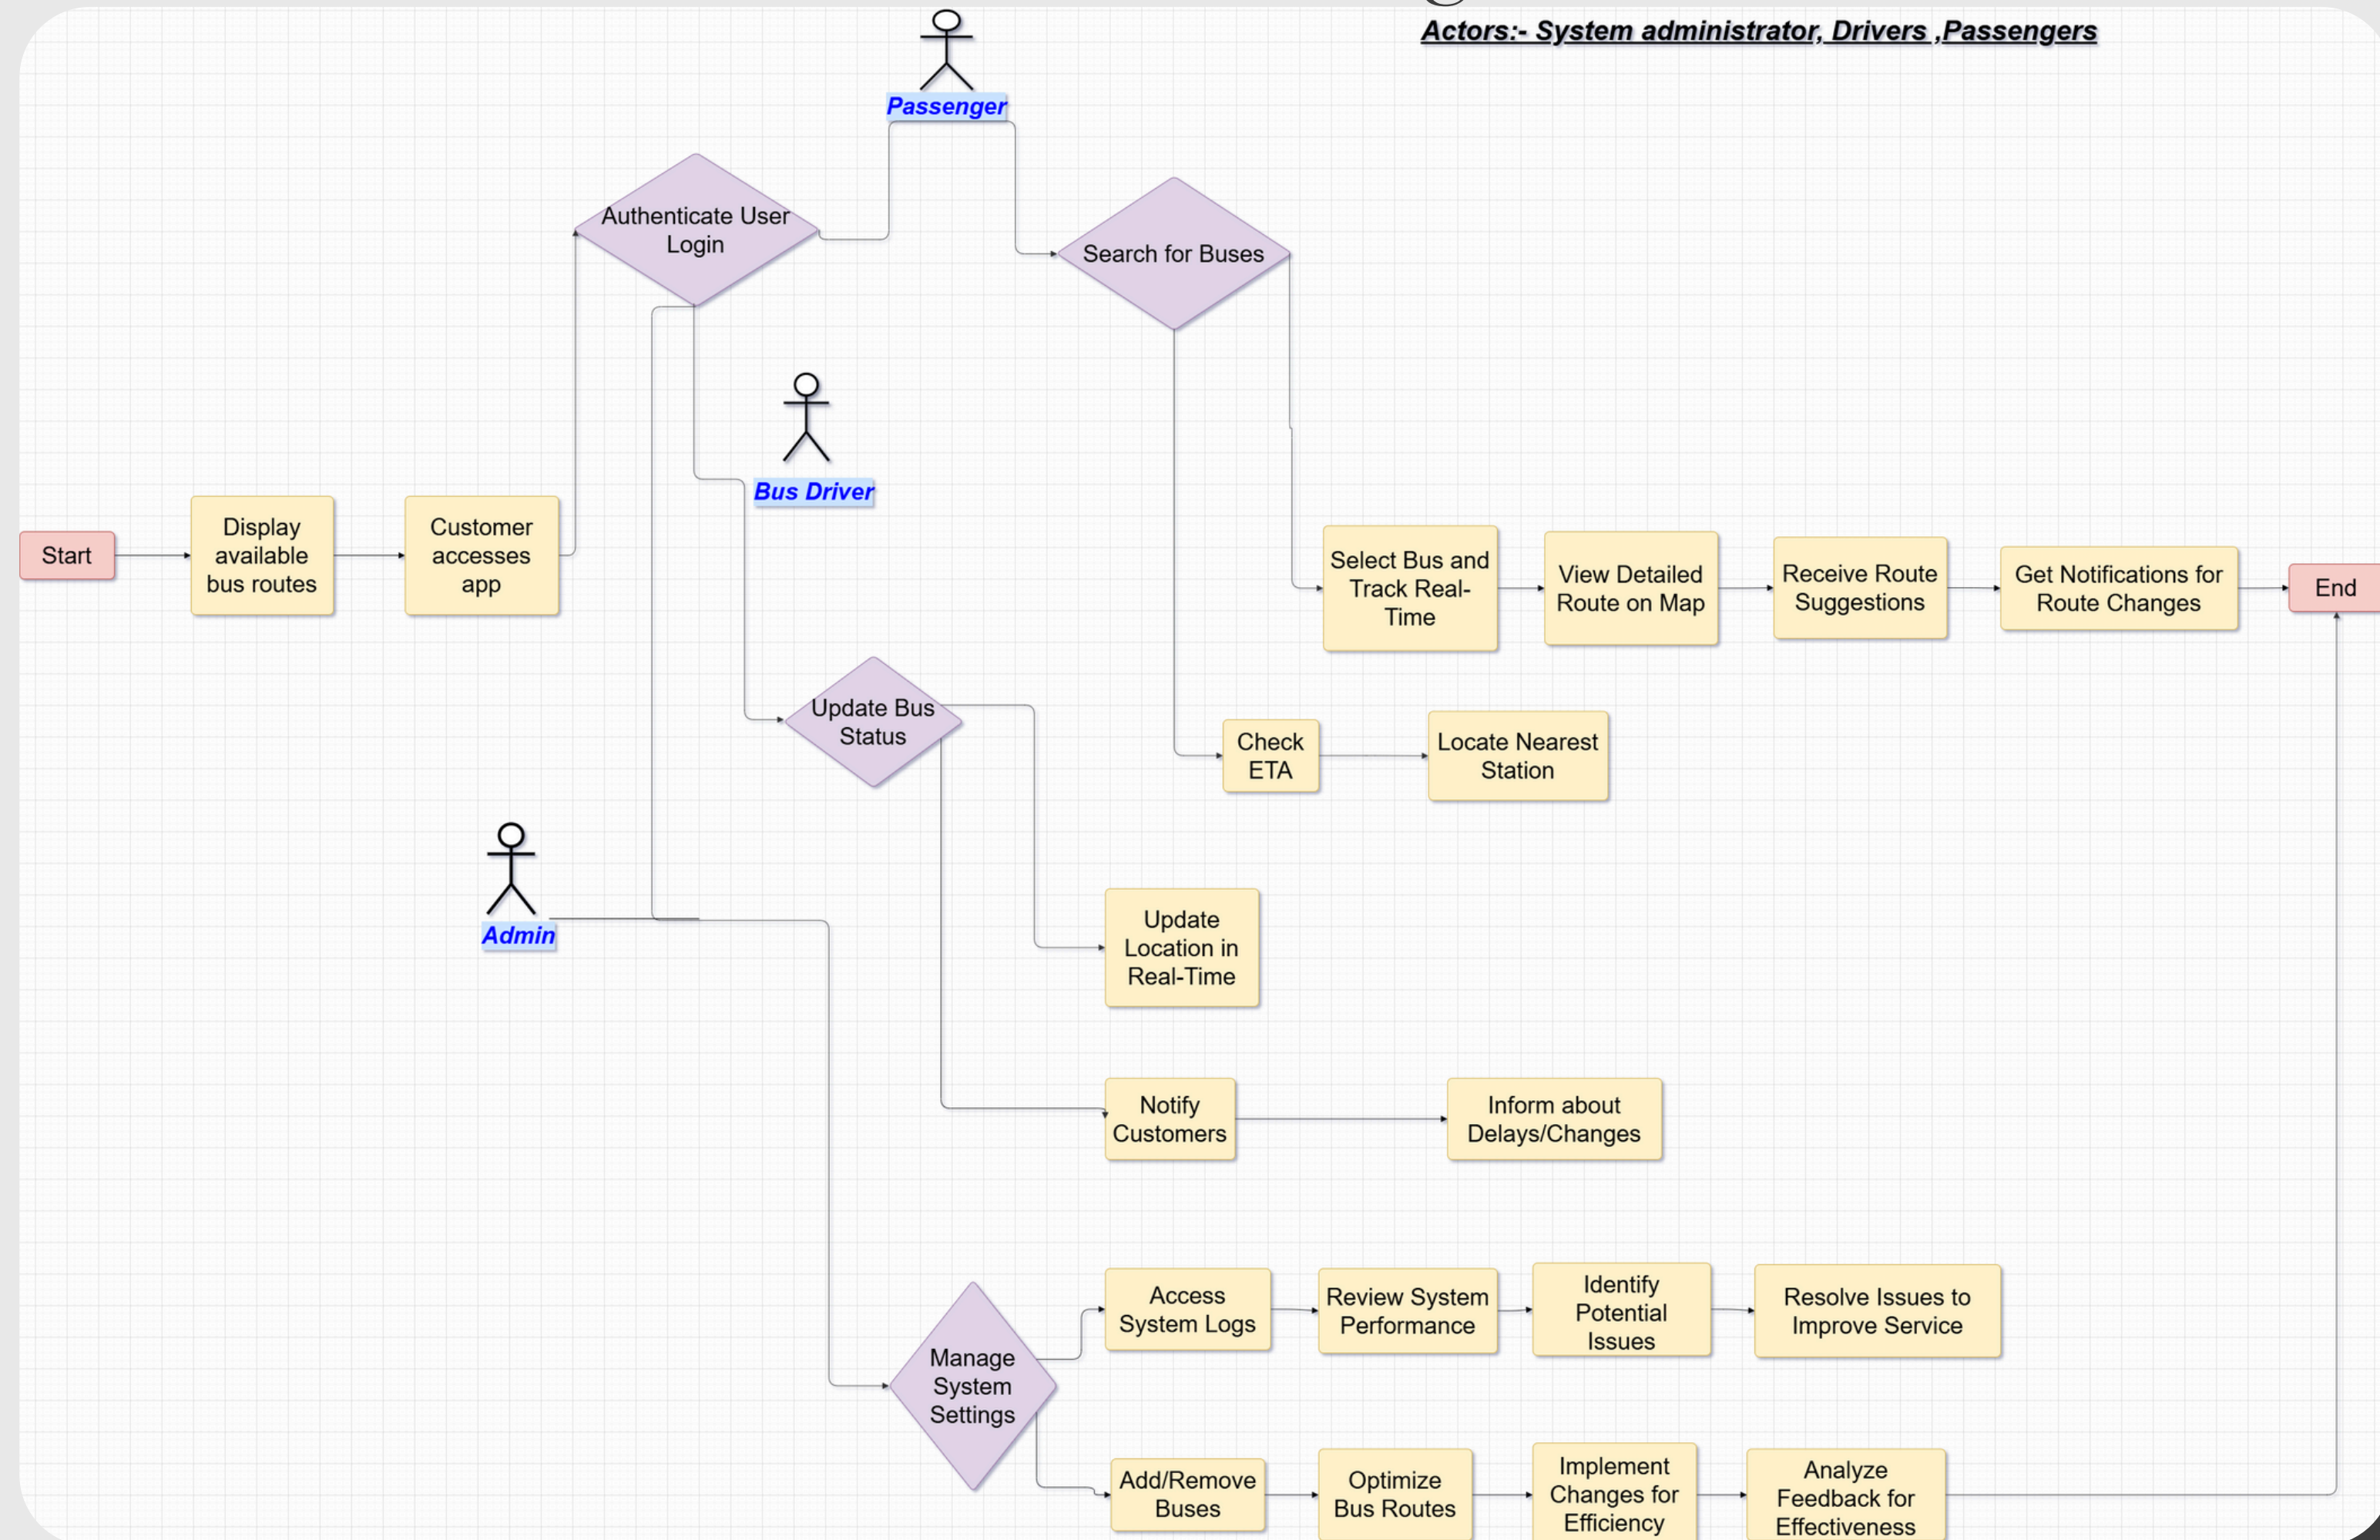 Actors:- System administrator, Drivers ,Passengers
Passenger
Authenticate User
Login
Search for Buses
Bus Driver
Start
Display
available
bus routes
Customer
accesses
app
Select Bus and
Track Real-
Time
View Detailed
Route on Map
Receive Route
Suggestions
Get Notifications for
Route Changes
End
Update Bus
Status
Check
ETA
Locate Nearest
Station
Admin
Update
Location in
Real-Time
Notify
Customers
Inform about
Delays/Changes
Manage
System
Settings
Access
System Logs
Review System
Performance
Identify
Potential
Issues
Resolve Issues to
Improve Service
Add/Remove
Buses
Optimize
Bus Routes
Implement
Changes for
Efficiency
Analyze
Feedback for
Effectiveness